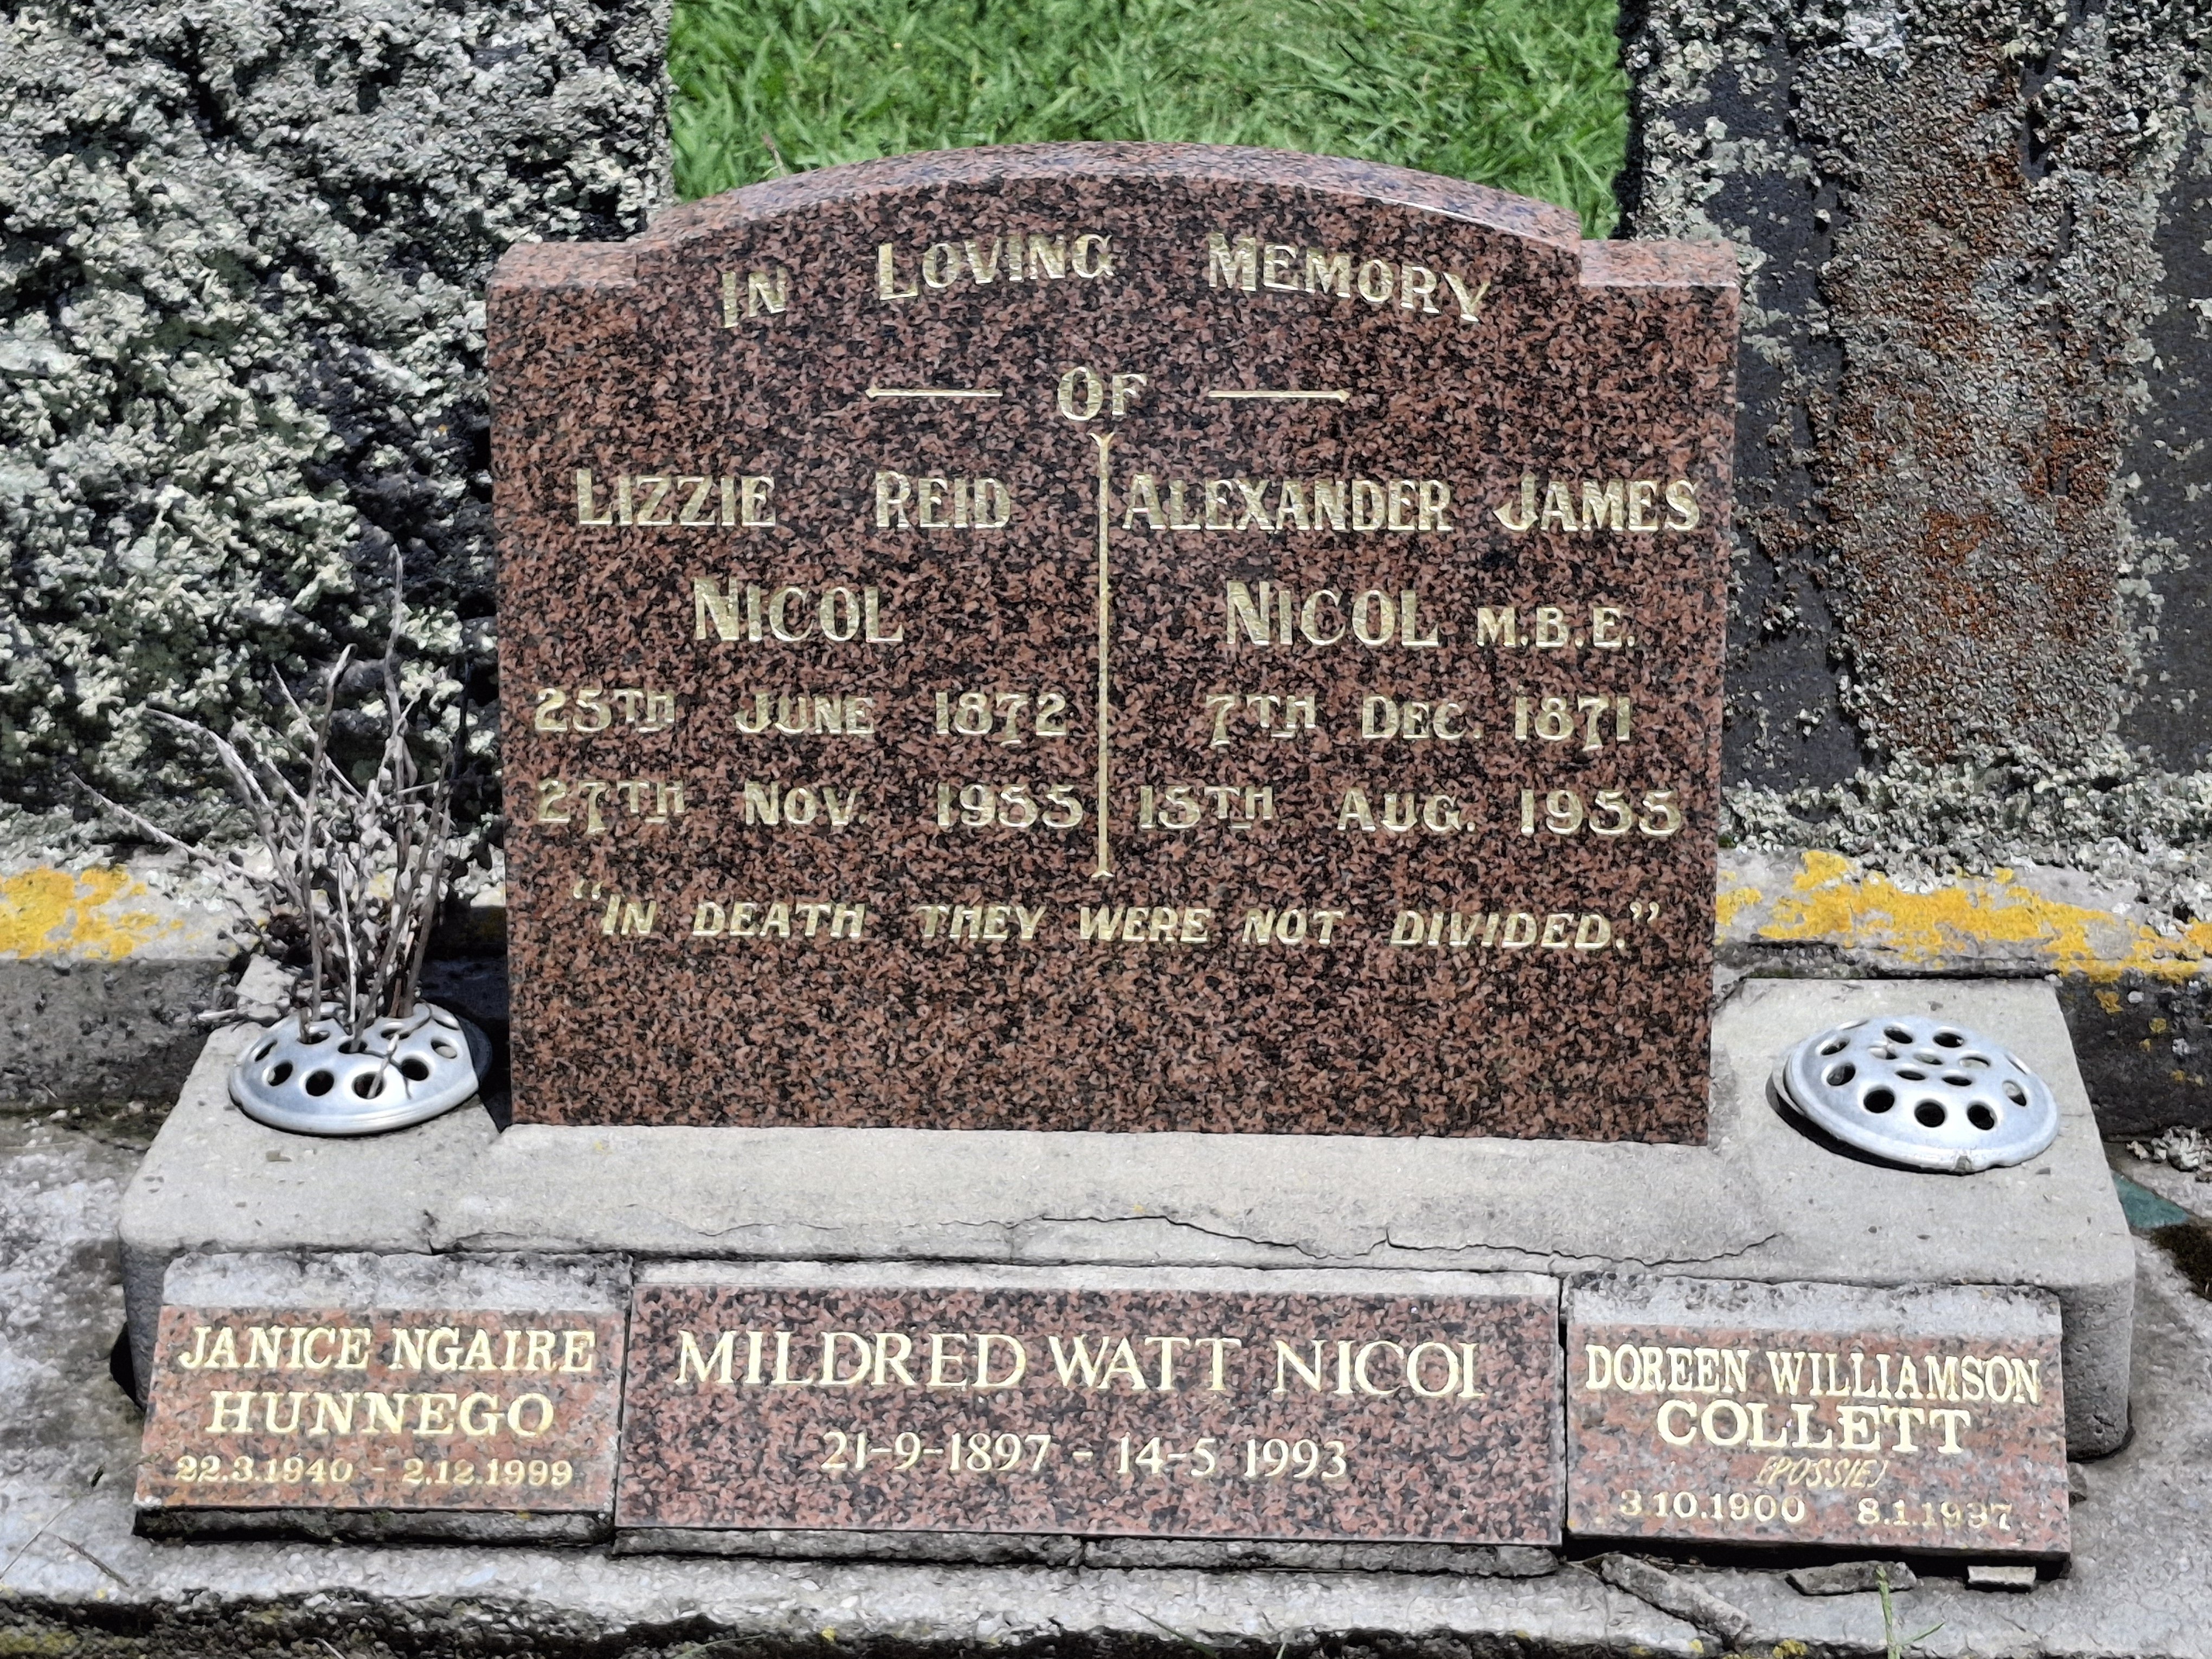 IN LOVING MEMORY
OF
LIZZIE REID
NICOL
25TH JUNE 1872
27TH NOV. 1955
ALEXANDER JAMES
NICOL M.B.E.
7TH DEC. 1871
15TH AUG. 1955
“IN DEATH THEY WERE NOT DIVIDED.”
JANICE NGAIRE
HUNNEGO
22.3.1940 - 2.12.1999
MILDRED WATT NICOL
21-9-1897 - 14-5 1993
DOREEN WILLIAMSON
COLLETT
(POSSIE)
3.10.1900 8.1.1997